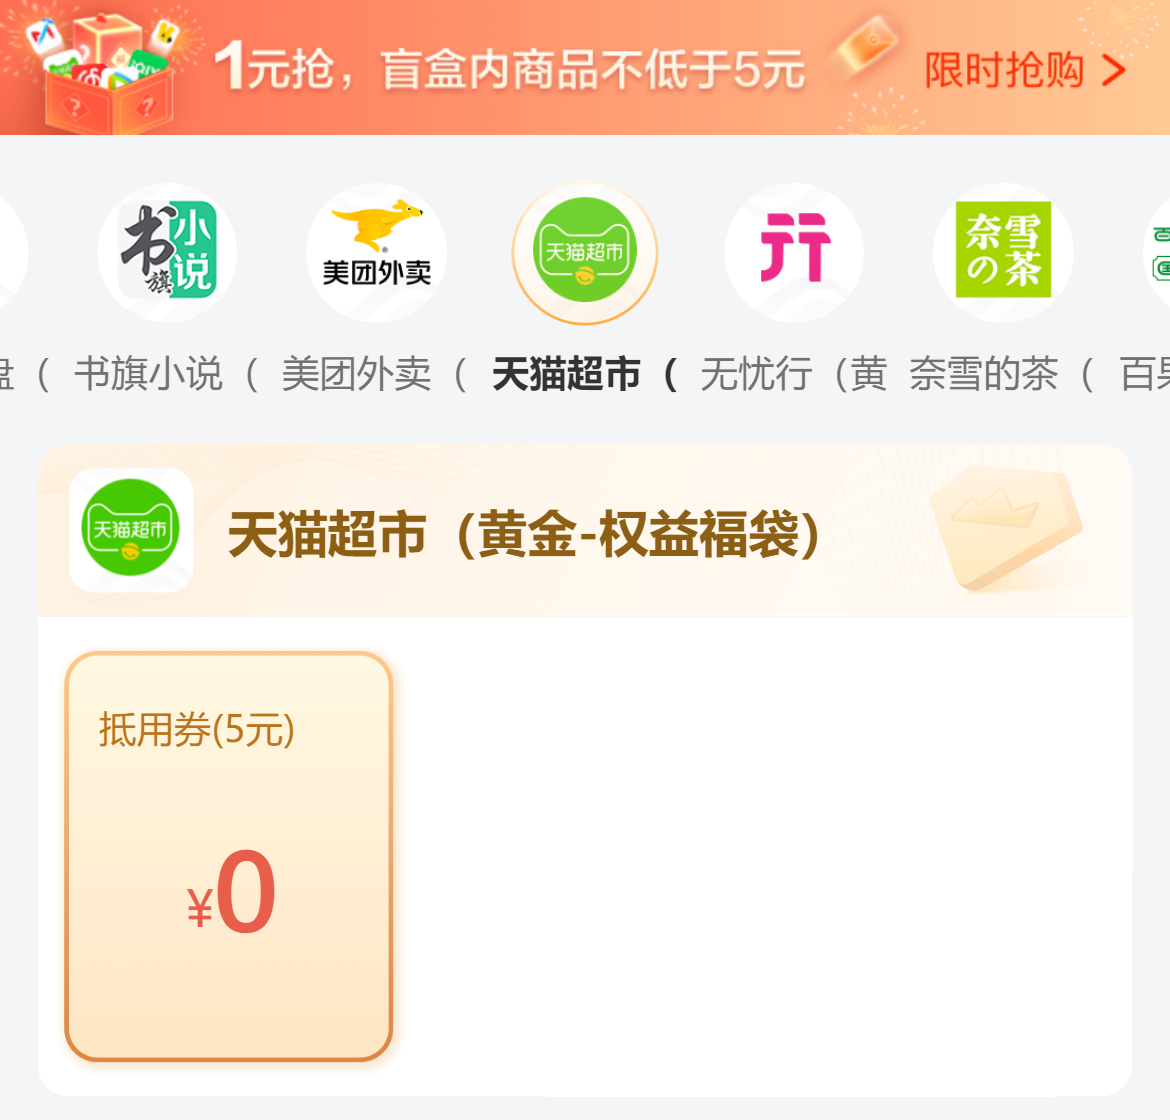 1元抢，盲盒内商品不低于5元
限时抢购
书旗小说
美团外卖
天猫超市
奈雪の茶
盘（
书旗小说（
美团外卖（
天猫超市（
无忧行（黄
奈雪的茶（
百果
天猫超市
天猫超市（黄金-权益福袋）
抵用券(5元)
¥0